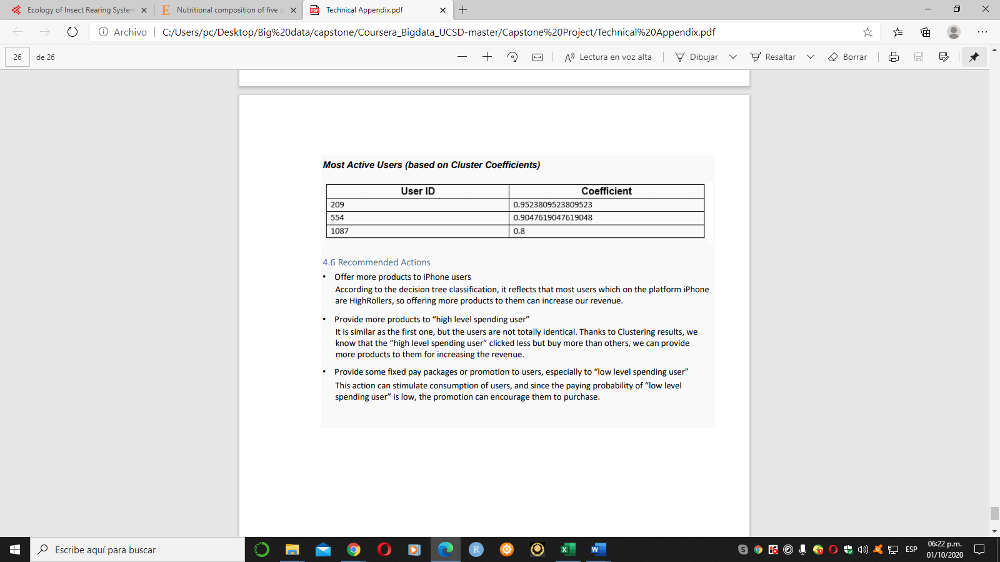 Ecology of Insect Rearing System
Nutritional composition of five c
Technical Appendix.pdf
Archivo
C:/Users/pc/Desktop/Big%20data/capstone/Coursera_Bigdata_UCSD-master/Capstone%20Project/Technical%20Appendix.pdf
26 de 26
Lectura en voz alta
Dibujar
Resaltar
Borrar
Most Active Users (based on Cluster Coefficients)
User ID Coefficient
209 0.9523809523809523
554 0.9047619047619048
1087 0.8
4.6 Recommended Actions
• Offer more products to iPhone users
According to the decision tree classification, it reflects that most users which on the platform iPhone
are HighRollers, so offering more products to them can increase our revenue.
• Provide more products to “high level spending user”
It is similar as the first one, but the users are not totally identical. Thanks to Clustering results, we
know that the “high level spending user” clicked less but buy more than others, we can provide
more products to them for increasing the revenue.
• Provide some fixed pay packages or promotion to users, especially to “low level spending user”
This action can stimulate consumption of users, and since the paying probability of “low level
spending user” is low, the promotion can encourage them to purchase.
Escribe aquí para buscar
ESP
06:22 p.m.
01/10/2020